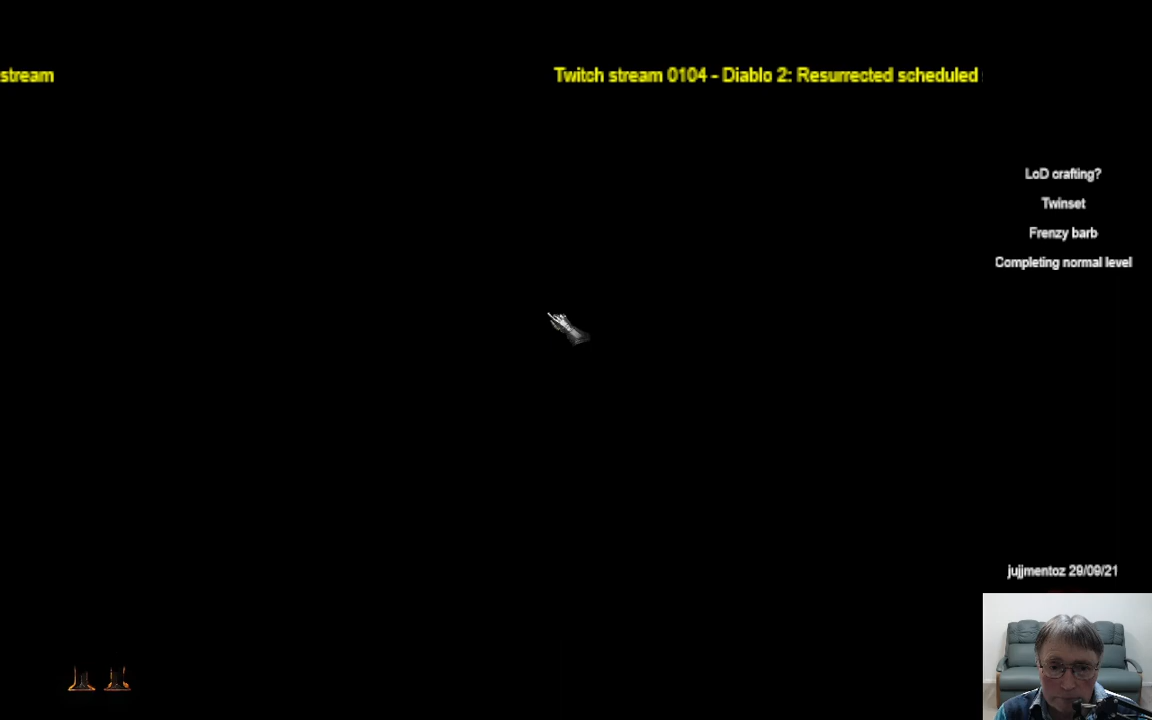 stream
Twitch stream 0104 - Diablo 2: Resurrected scheduled
LoD crafting?
Twinset
Frenzy barb
Completing normal level
jujjmentoz 29/09/21